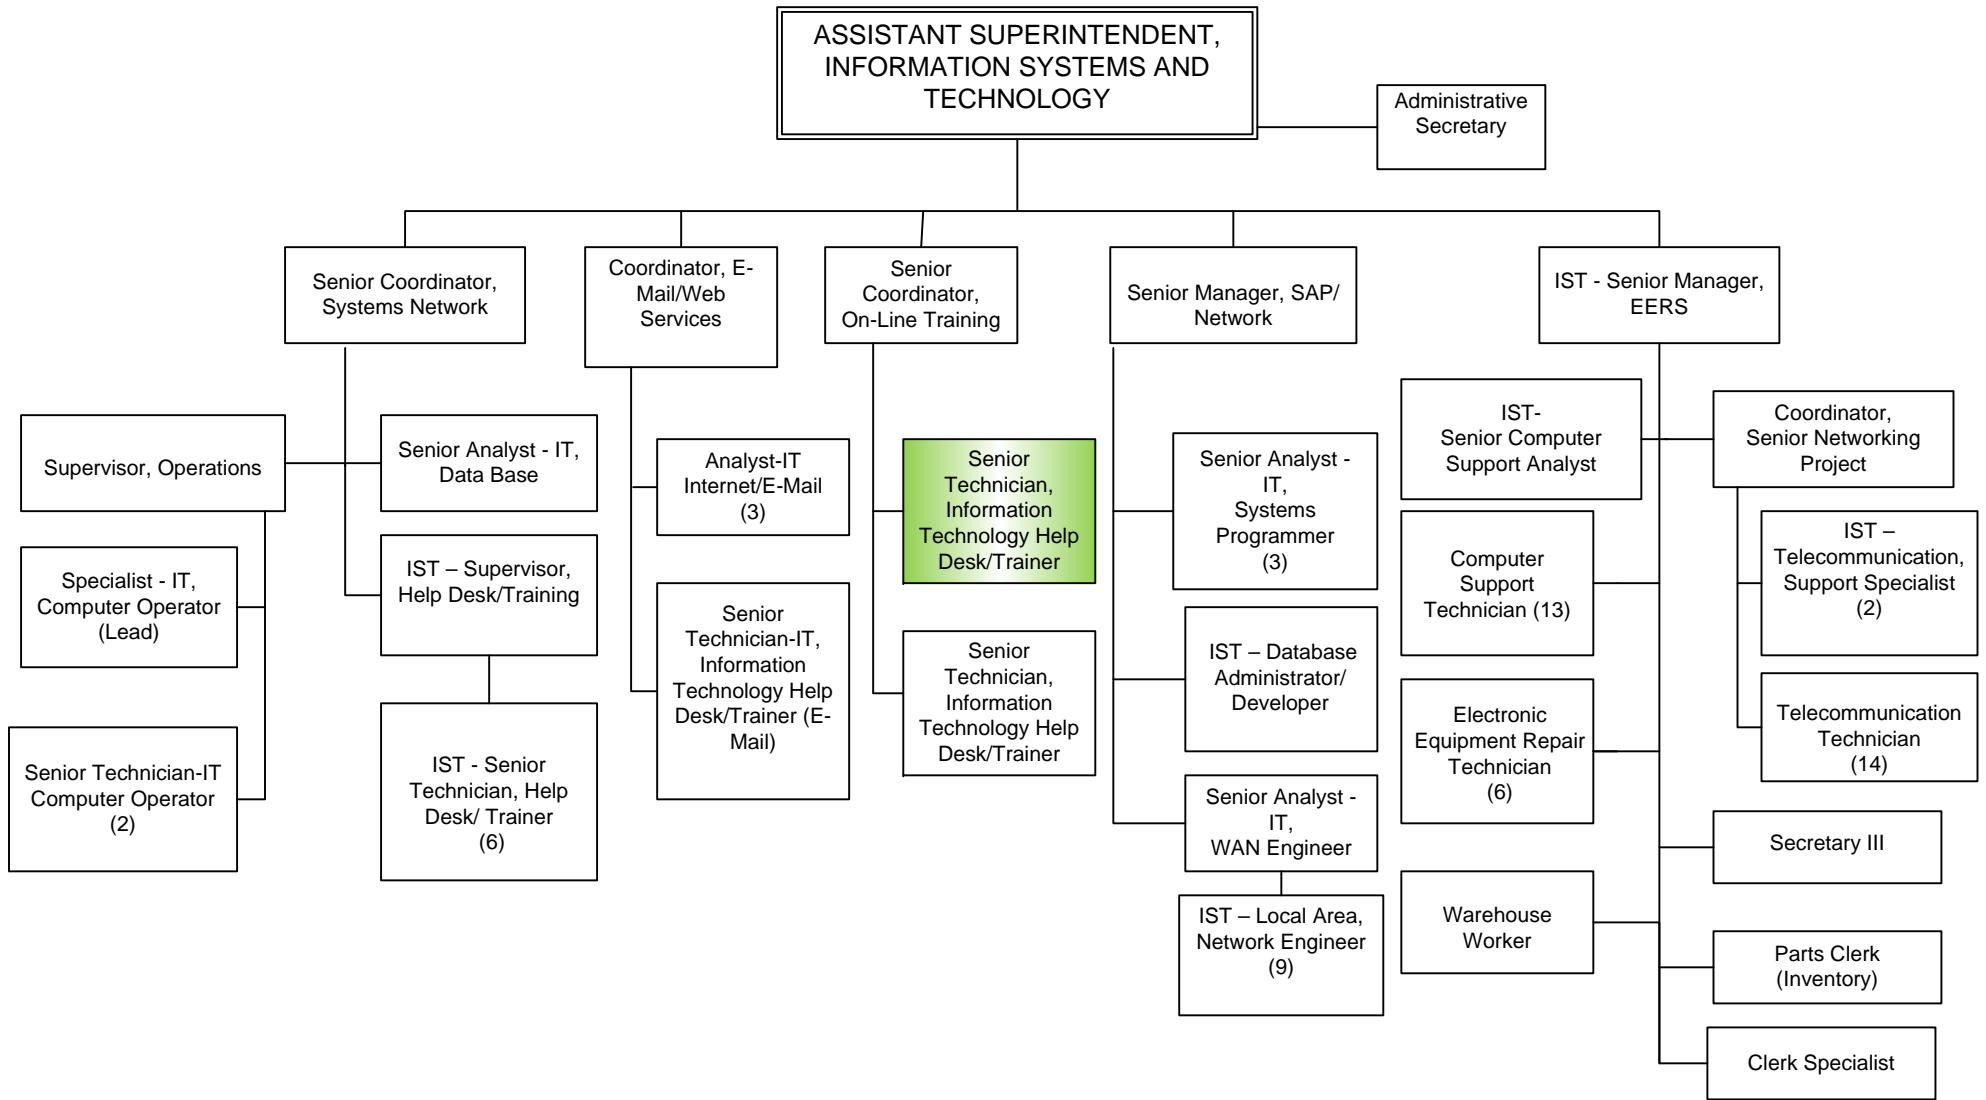 ASSISTANT SUPERINTENDENT,
INFORMATION SYSTEMS AND
TECHNOLOGY
Administrative
Secretary
Senior Coordinator,
Systems Network
Coordinator, E-
Mail/Web
Services
Senior
Coordinator,
On-Line Training
Senior Manager, SAP/
Network
IST - Senior Manager,
EERS
Supervisor, Operations
Specialist - IT,
Computer Operator
(Lead)
Senior Technician-IT
Computer Operator
(2)
Senior Analyst - IT,
Data Base
IST – Supervisor,
Help Desk/Training
IST - Senior
Technician, Help
Desk/ Trainer
(6)
Analyst-IT
Internet/E-Mail
(3)
Senior
Technician-IT,
Information
Technology Help
Desk/Trainer (E-
Mail)
Senior
Technician,
Information
Technology Help
Desk/Trainer
Senior
Technician,
Information
Technology Help
Desk/Trainer
Senior Analyst -
IT,
Systems
Programmer
(3)
IST – Database
Administrator/
Developer
Senior Analyst -
IT,
WAN Engineer
IST – Local Area,
Network Engineer
(9)
IST-
Senior Computer
Support Analyst
Computer
Support
Technician (13)
Electronic
Equipment Repair
Technician
(6)
Warehouse
Worker
Coordinator,
Senior Networking
Project
IST –
Telecommunication,
Support Specialist
(2)
Telecommunication
Technician
(14)
Secretary III
Parts Clerk
(Inventory)
Clerk Specialist